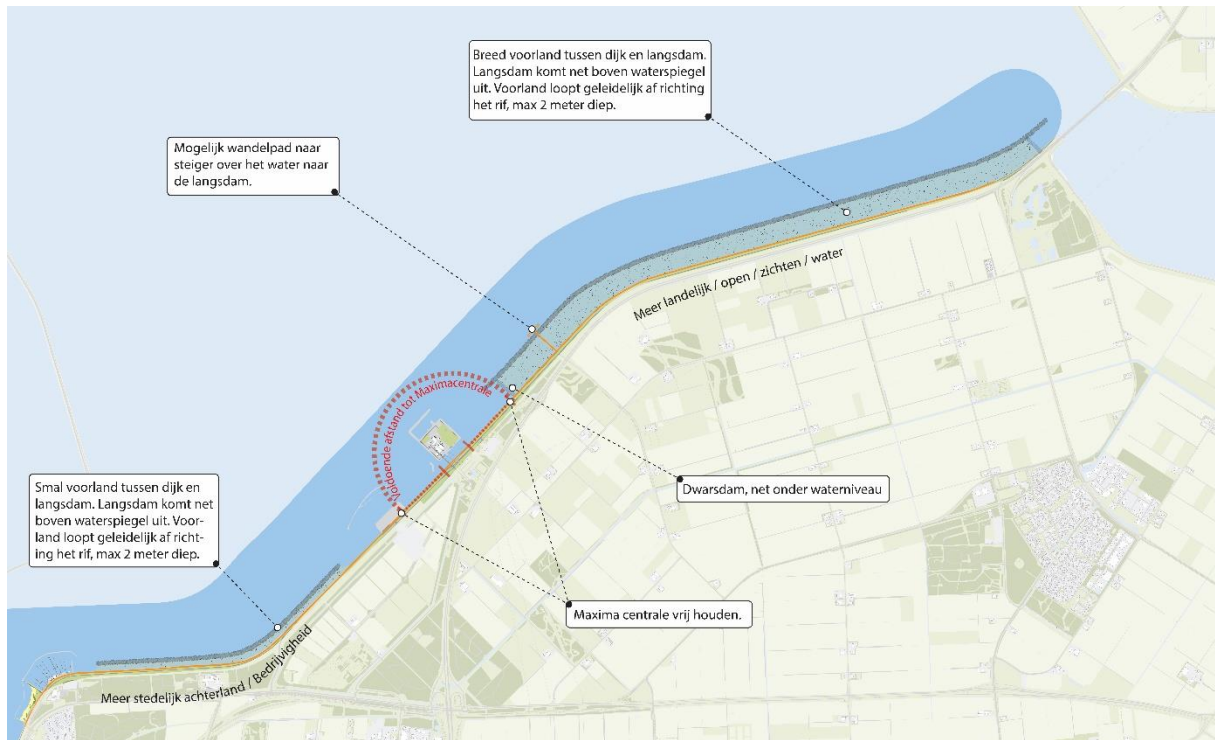 Breed voorland tussen dijk en langsdam.
Langsdam komt net boven waterspiegel
uit. Voorland loopt geleidelijk af richting
het rif, max 2 meter diep.
Mogelijk wandelpad naar
steiger over het water naar
de langsdam.
Meer landelijk / open / zichten / water
Voldoende afstand tot Maximacentrale
Smal voorland tussen dijk en
langsdam. Langsdam komt net
boven waterspiegel uit. Voor-
land loopt geleidelijk af richt-
ing het rif, max 2 meter diep.
Dwarsdam, net onder waterniveau
Maxima centrale vrij houden.
Meer stedelijk achterland / Bedrijvigheid